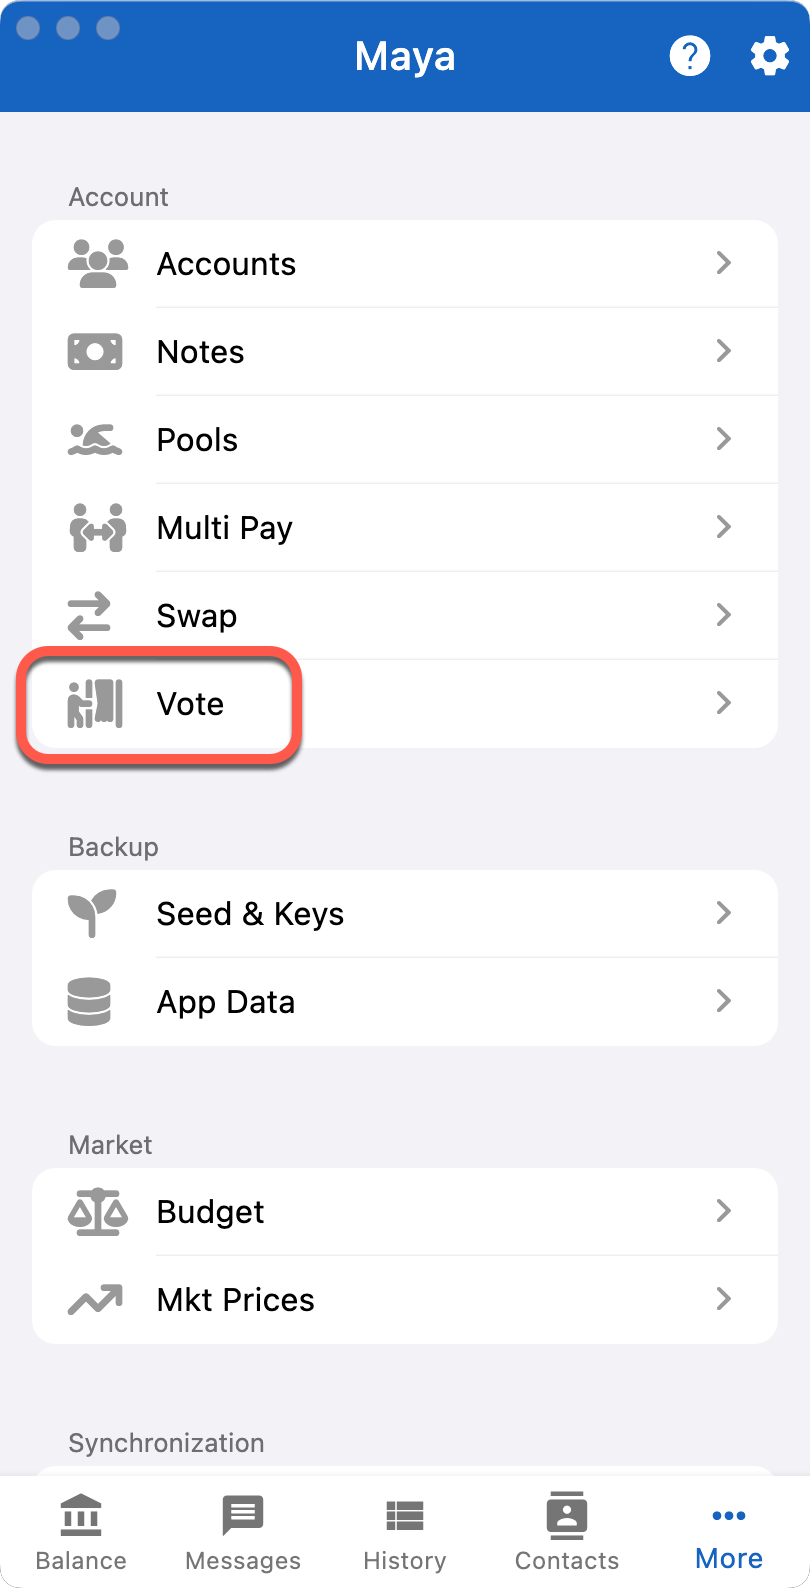 Maya
?
Account
Accounts
Notes
Pools
Multi Pay
Swap
Vote
Backup
Seed & Keys
App Data
Market
Budget
Mkt Prices
Synchronization
Balance
Messages
History
Contacts
More